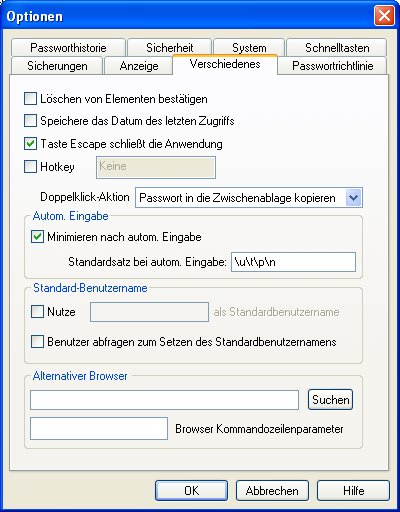 Optionen
Passworthistorie Sicherheit System Schnelltasten
Sicherungen Anzeige Verschiedenes Passwortrichtlinie
Löschen von Elementen bestätigen
Speichere das Datum des letzten Zugriffs
Taste Escape schließt die Anwendung
Hotkey Keine
Doppelklick-Aktion Passwort in die Zwischenablage kopieren
Autom. Eingabe
Minimieren nach autom. Eingabe
Standardsatz bei autom. Eingabe: \u\t\p\n
Standard-Benutzername
Nutze als Standardbenutzername
Benutzer abfragen zum Setzen des Standardbenutzernamens
Alternativer Browser
Suchen
Browser Kommandozeilenparameter
OK Abbrechen Hilfe